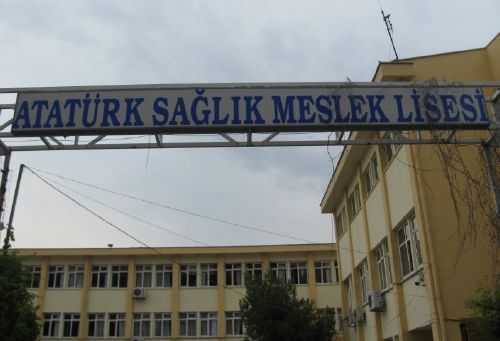 ATATÜRK SAĞLIK MESLEK LİSESİ